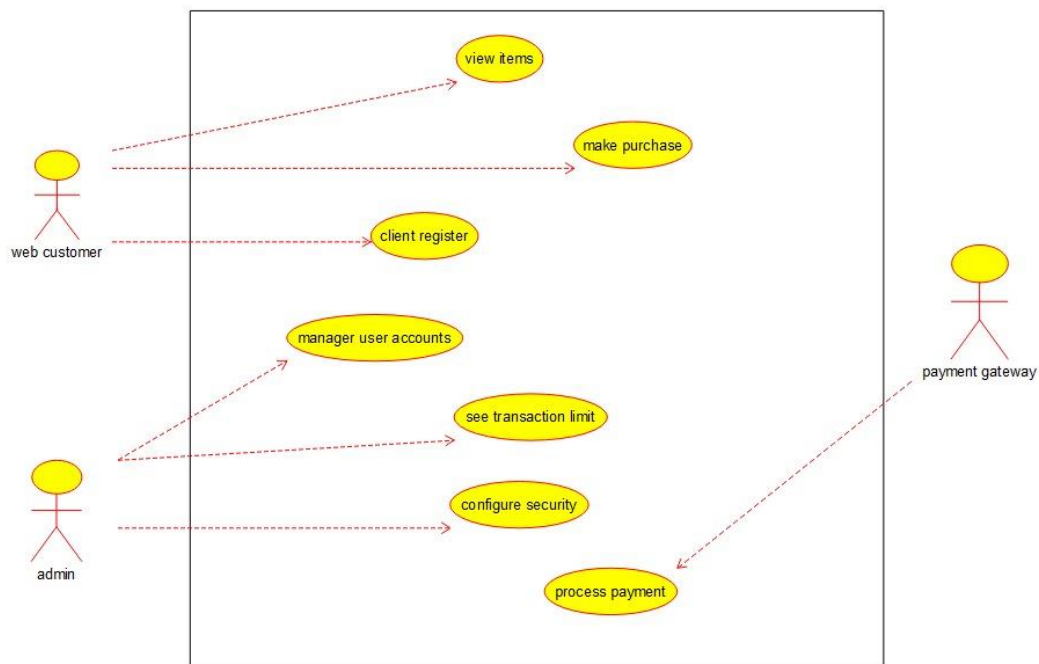 view items
make purchase
client register
web customer
manager user accounts
payment gateway
see transaction limit
configure security
admin
process payment